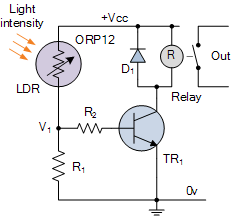 Light
intensity
+Vcc
ORP12
LDR
D1
R
Out
Relay
V1
R2
TR1
R1
0v